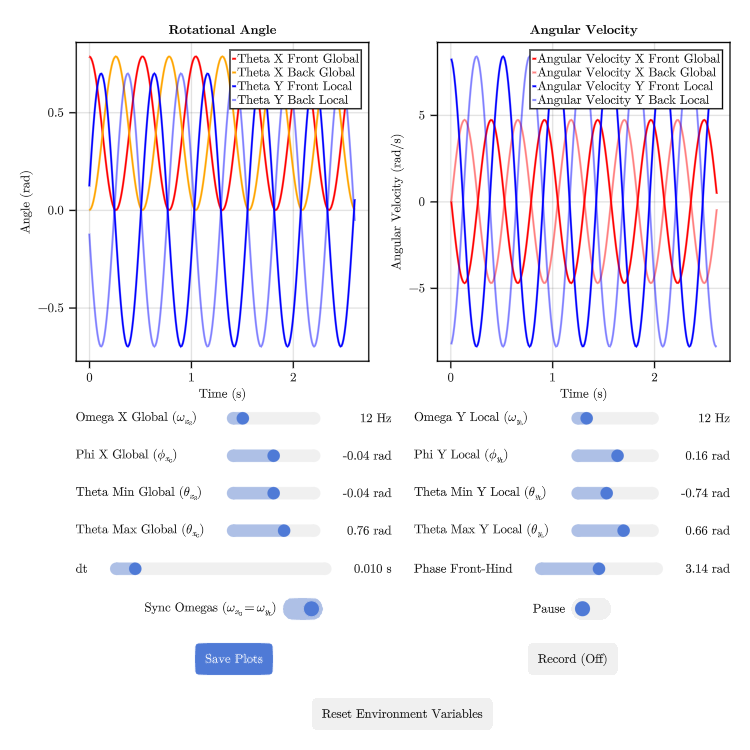 Rotational Angle
Theta X Front Global
Theta X Back Global
Theta Y Front Local
Theta Y Back Local
0.5
0.0
−0.5
Angle (rad)
0 1 2
Time (s)
Angular Velocity
Angular Velocity X Front Global
Angular Velocity X Back Global
Angular Velocity Y Front Local
Angular Velocity Y Back Local
5
0
−5
Angular Velocity (rad/s)
0 1 2
Time (s)
Omega X Global (ωₓ₀) 12 Hz
Omega Y Local 12 Hz
Phi X Global -0.04 rad
Phi Y Local 0.16 rad
Theta Min Global -0.04 rad
Theta Min Y Local -0.74 rad
Theta Max Global 0.76 rad
Theta Max Y Local 0.66 rad
dt 0.010 s
Phase Front-Hind 3.14 rad
Sync Omegas
Pause
Save Plots
Record (Off)
Reset Environment Variables